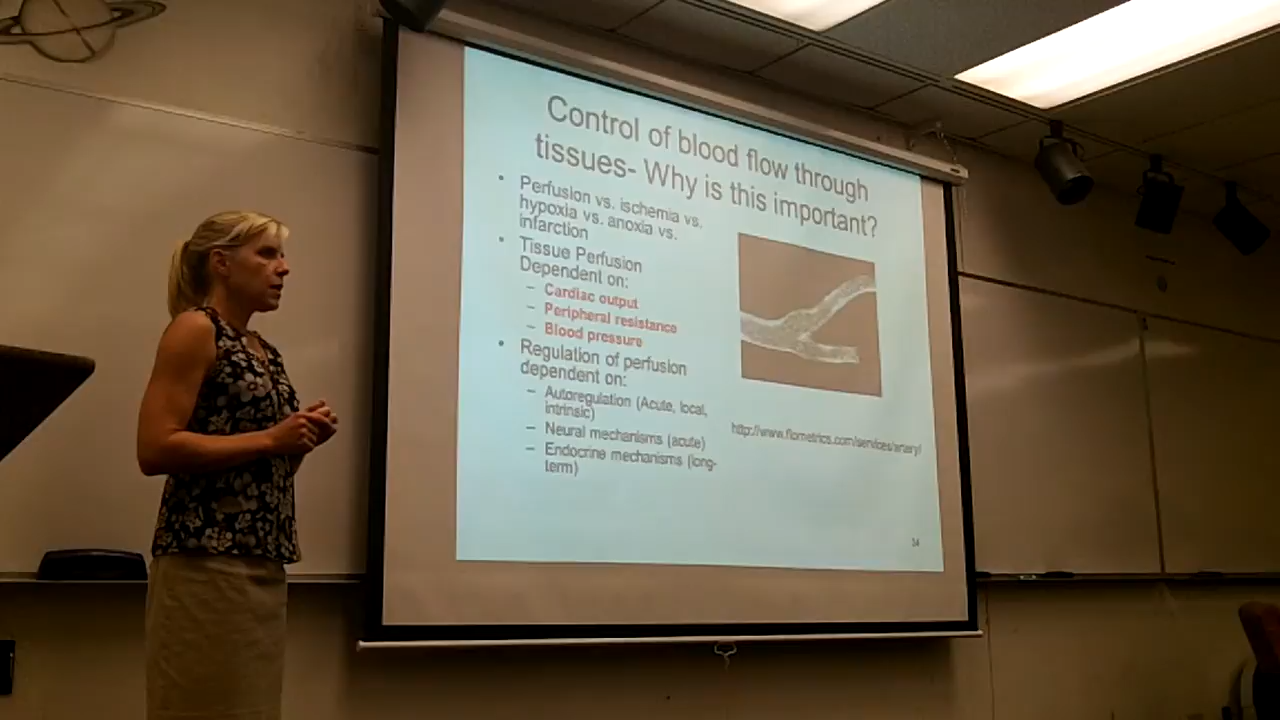 Control of blood flow through
tissues- Why is this important?
• Perfusion vs. ischemia vs.
hypoxia vs. anoxia vs.
infarction
• Tissue Perfusion
Dependent on:
– Cardiac output
– Peripheral resistance
– Blood pressure
• Regulation of perfusion
dependent on:
– Autoregulation (Acute, local,
intrinsic)
– Neural mechanisms (acute)
– Endocrine mechanisms (long-
term)
http://www.flometrics.com/services/artery/
34